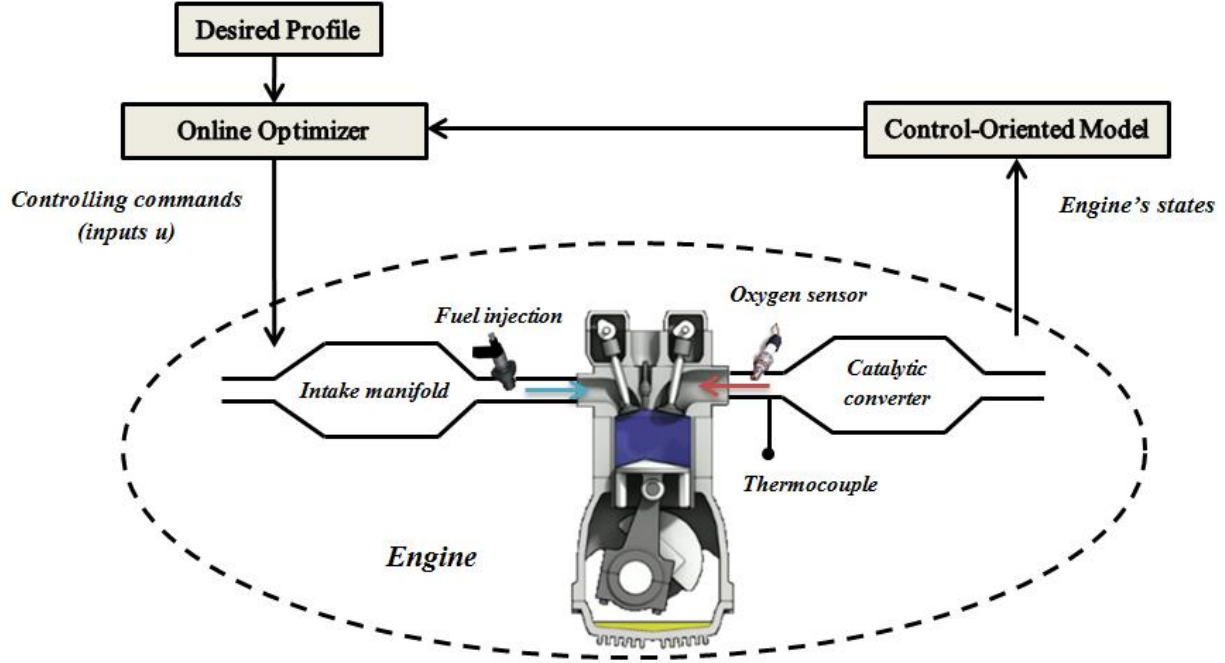 Desired Profile
Online Optimizer
Control-Oriented Model
Controlling commands
(inputs u)
Engine’s states
Fuel injection
Oxygen sensor
Intake manifold
Catalytic
converter
Thermocouple
Engine